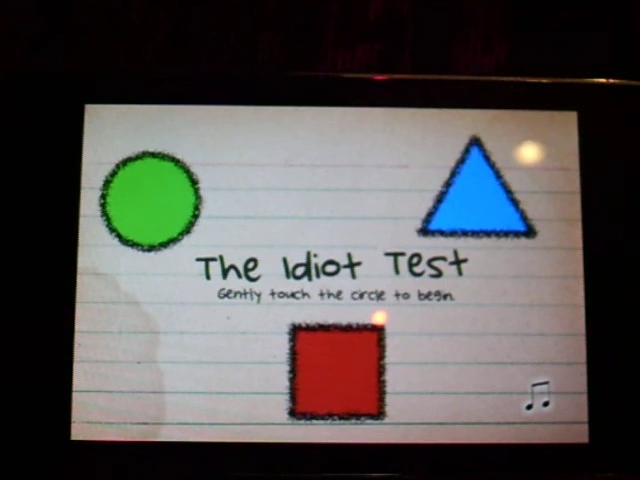 The Idiot Test
Gently touch the circle to begin.